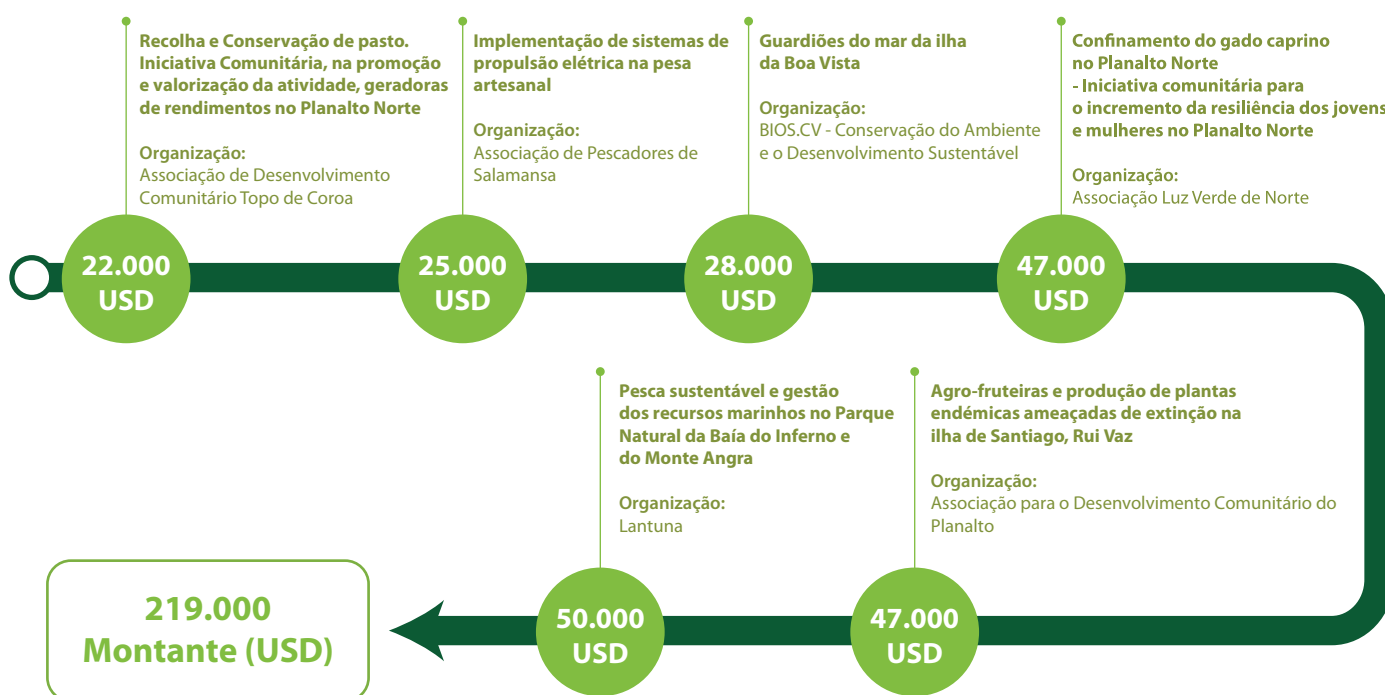 Recolha e Conservação de pasto.
Iniciativa Comunitária, na promoção
e valorização da atividade, geradoras
de rendimentos no Planalto Norte
Organização:
Associação de Desenvolvimento
Comunitário Topo de Coroa
22.000
USD
Implementação de sistemas de
propulsão elétrica na pesa
artesanal
Organização:
Associação de Pescadores de
Salamansa
25.000
USD
Guardiões do mar da ilha
da Boa Vista
Organização:
BIOS.CV - Conservação do Ambiente
e o Desenvolvimento Sustentável
28.000
USD
Confinamento do gado caprino
no Planalto Norte
- Iniciativa comunitária para
o incremento da resiliência dos jovens
e mulheres no Planalto Norte
Organização:
Associação Luz Verde de Norte
47.000
USD
Agro-fruteiras e produção de plantas
endémicas ameaçadas de extinção na
ilha de Santiago, Rui Vaz
Organização:
Associação para o Desenvolvimento Comunitário do
Planalto
47.000
USD
Pesca sustentável e gestão
dos recursos marinhos no Parque
Natural da Baía do Inferno e
do Monte Angra
Organização:
Lantuna
50.000
USD
219.000
Montante (USD)